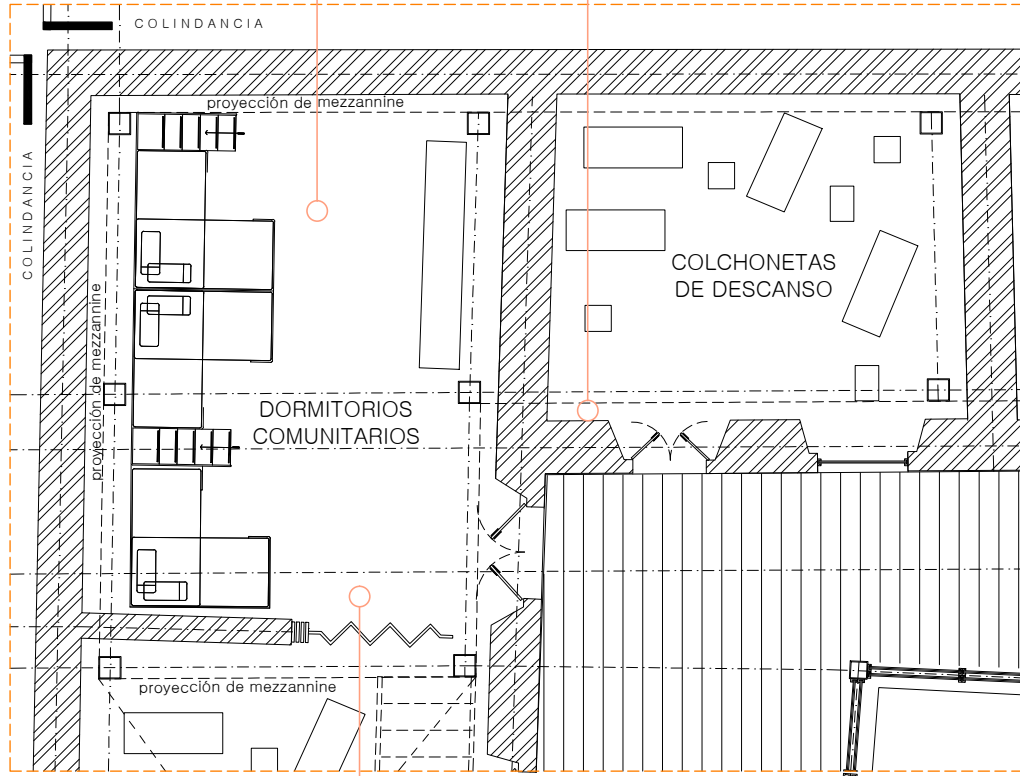 COLINDANCIA
COLINDANCIA
proyección de mezzannine
proyección de mezzannine
COLCHONETAS
DE DESCANSO
DORMITORIOS
COMUNITARIOS
proyección de mezzannine